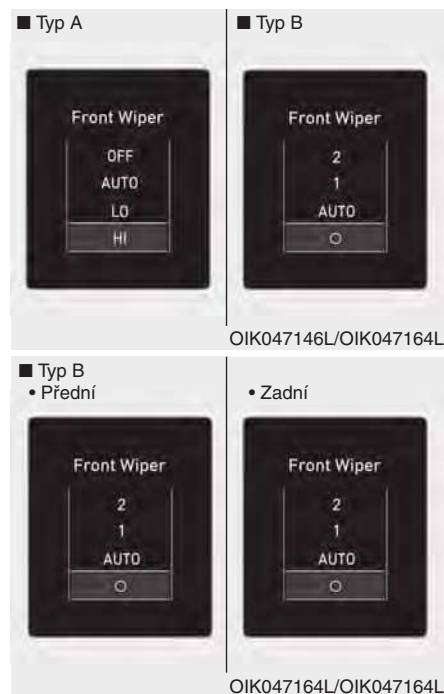 ■ Typ A
Front Wiper
OFF
AUTO
LO
HI
■ Typ B
Front Wiper
2
1
AUTO
O
OIK047146L/OIK047164L
■ Typ B
• Přední
Front Wiper
2
1
AUTO
O
• Zadní
Front Wiper
2
1
AUTO
O
OIK047164L/OIK047164L